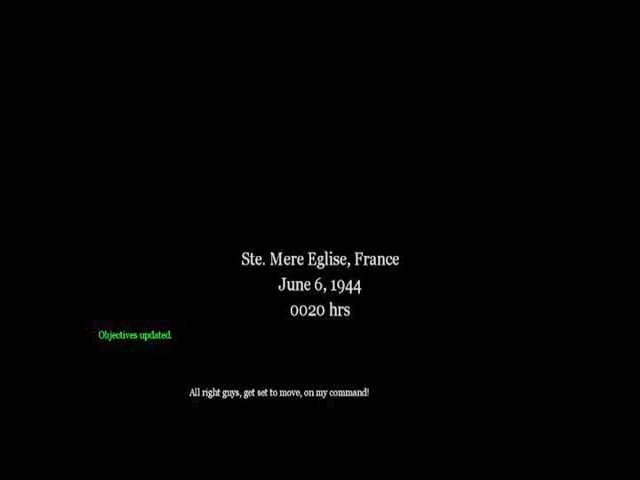 Ste. Mere Eglise, France
June 6, 1944
0020 hrs
Objectives updated.
All right guys, get set to move, on my command!